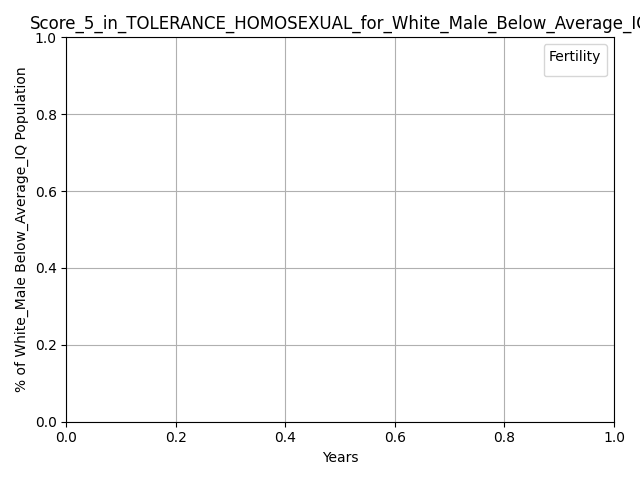 Score_5_in_TOLERANCE_HOMOSEXUAL_for_White_Male_Below_Average_IQ
Fertility
% of White_Male Below_Average_IQ Population
1.0
0.8
0.6
0.4
0.2
0.0
0.0 0.2 0.4 0.6 0.8 1.0
Years